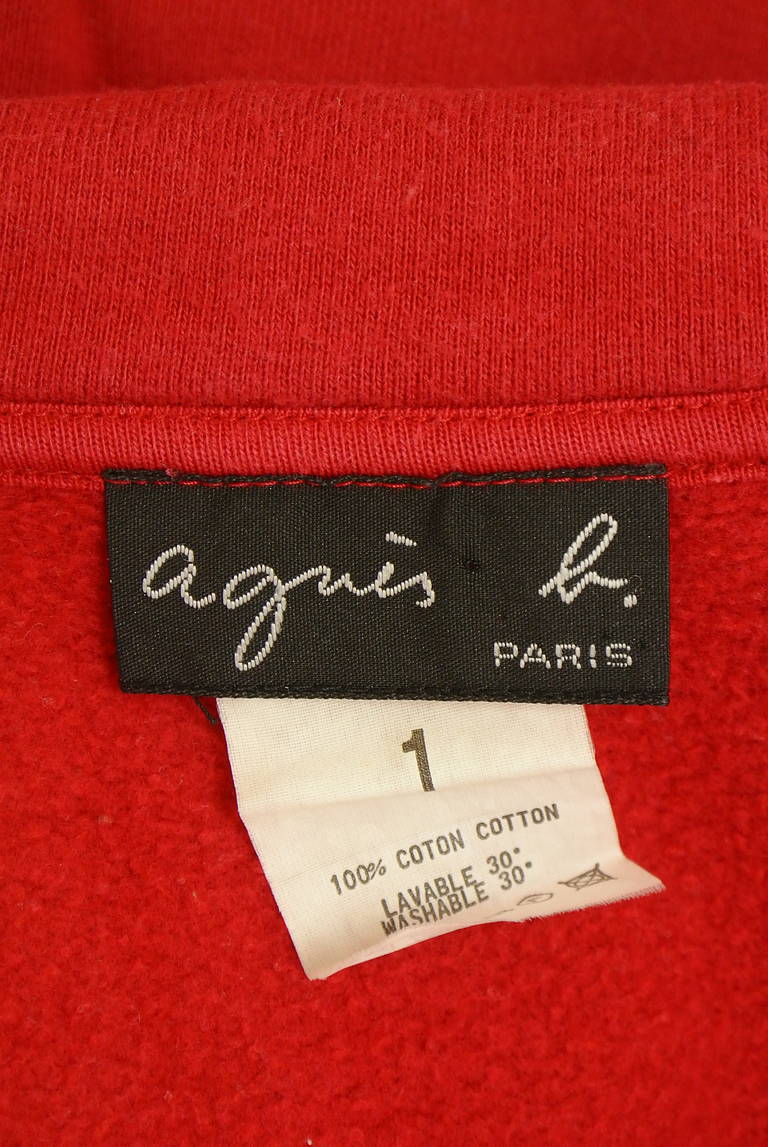 agnès b.
PARIS
1
100% COTON COTTON
LAVABLE 30°
WASHABLE 30°